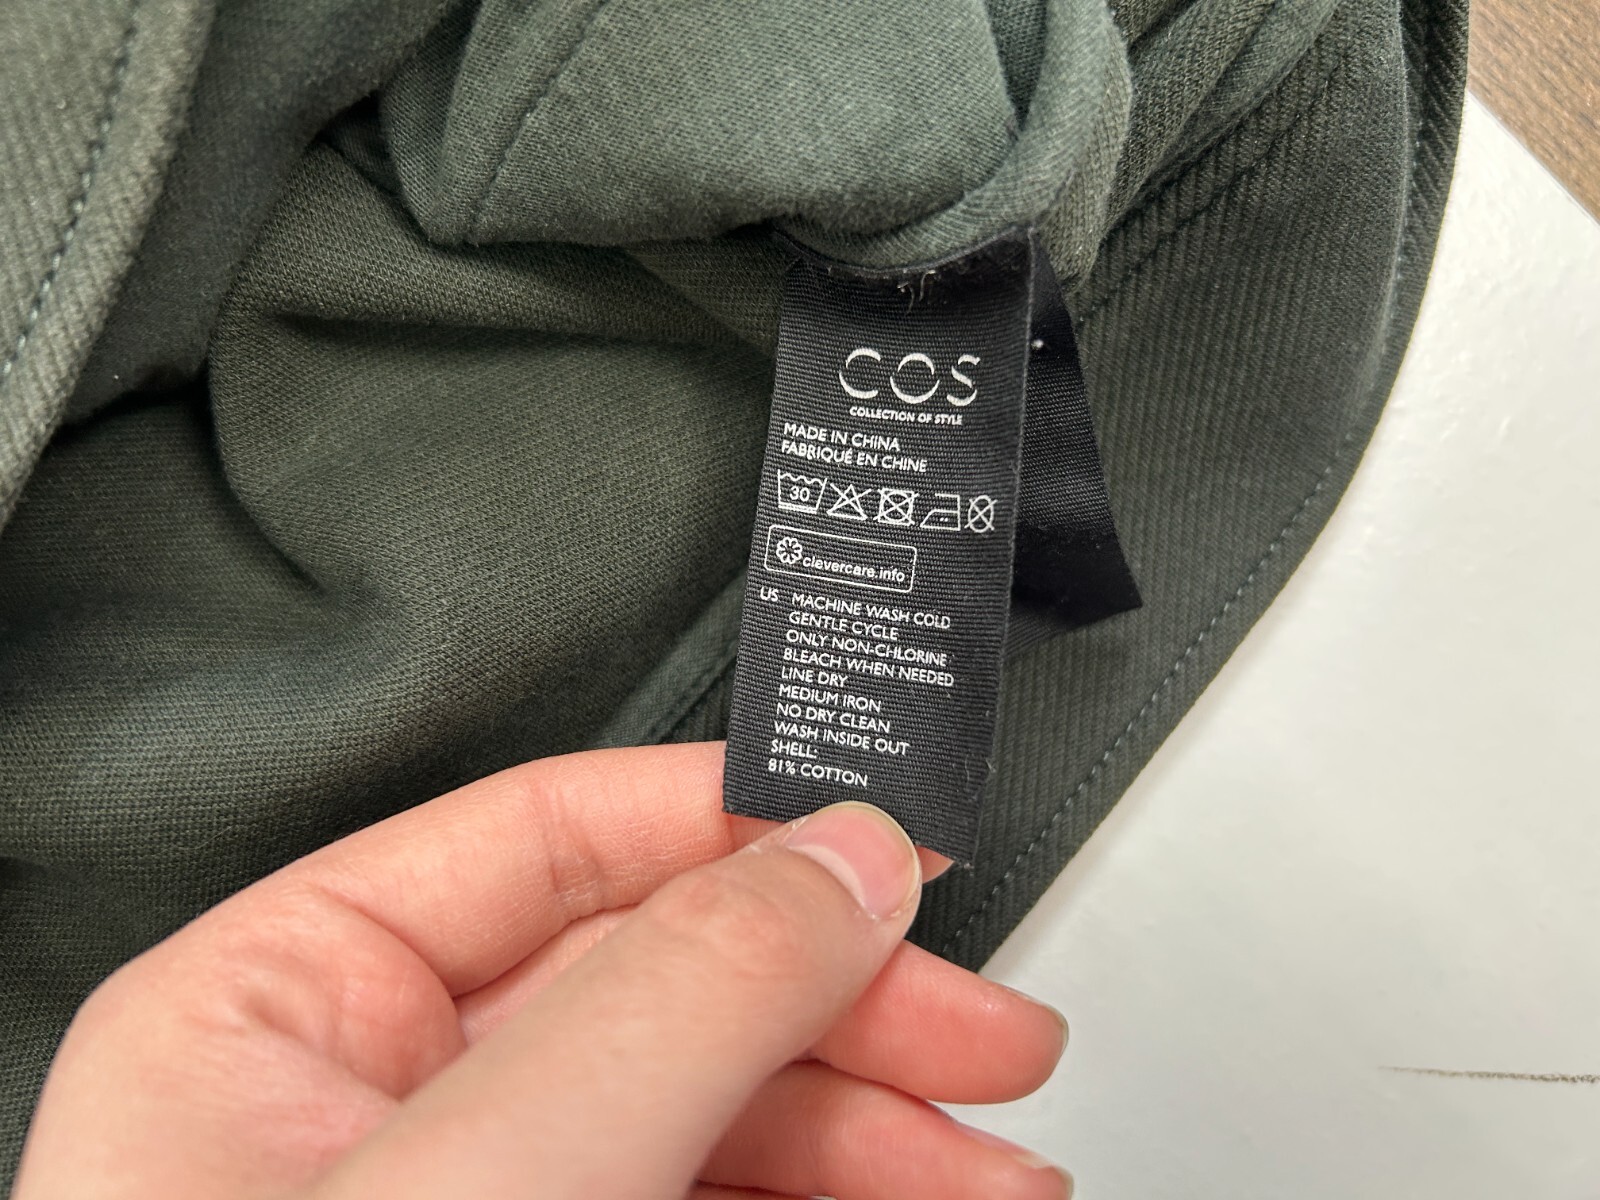 COS
COLLECTION OF STYLE
MADE IN CHINA
FABRIQUÉ EN CHINE
30
clevercare.info
US MACHINE WASH COLD
GENTLE CYCLE
ONLY NON-CHLORINE
BLEACH WHEN NEEDED
LINE DRY
MEDIUM IRON
NO DRY CLEAN
WASH INSIDE OUT
SHELL:
81% COTTON